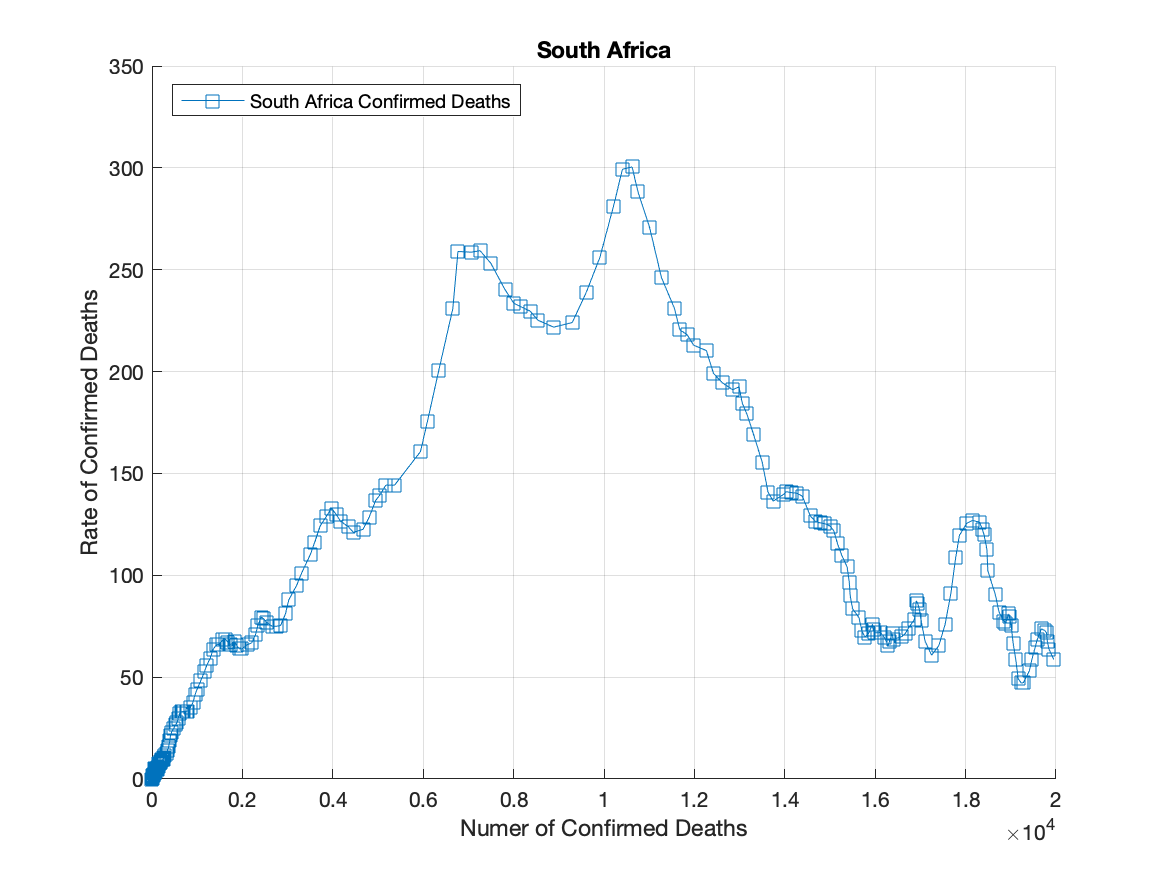 South Africa
South Africa Confirmed Deaths
350
300
250
200
150
100
50
0
Rate of Confirmed Deaths
0 0.2 0.4 0.6 0.8 1 1.2 1.4 1.6 1.8 2
×10⁴
Numer of Confirmed Deaths